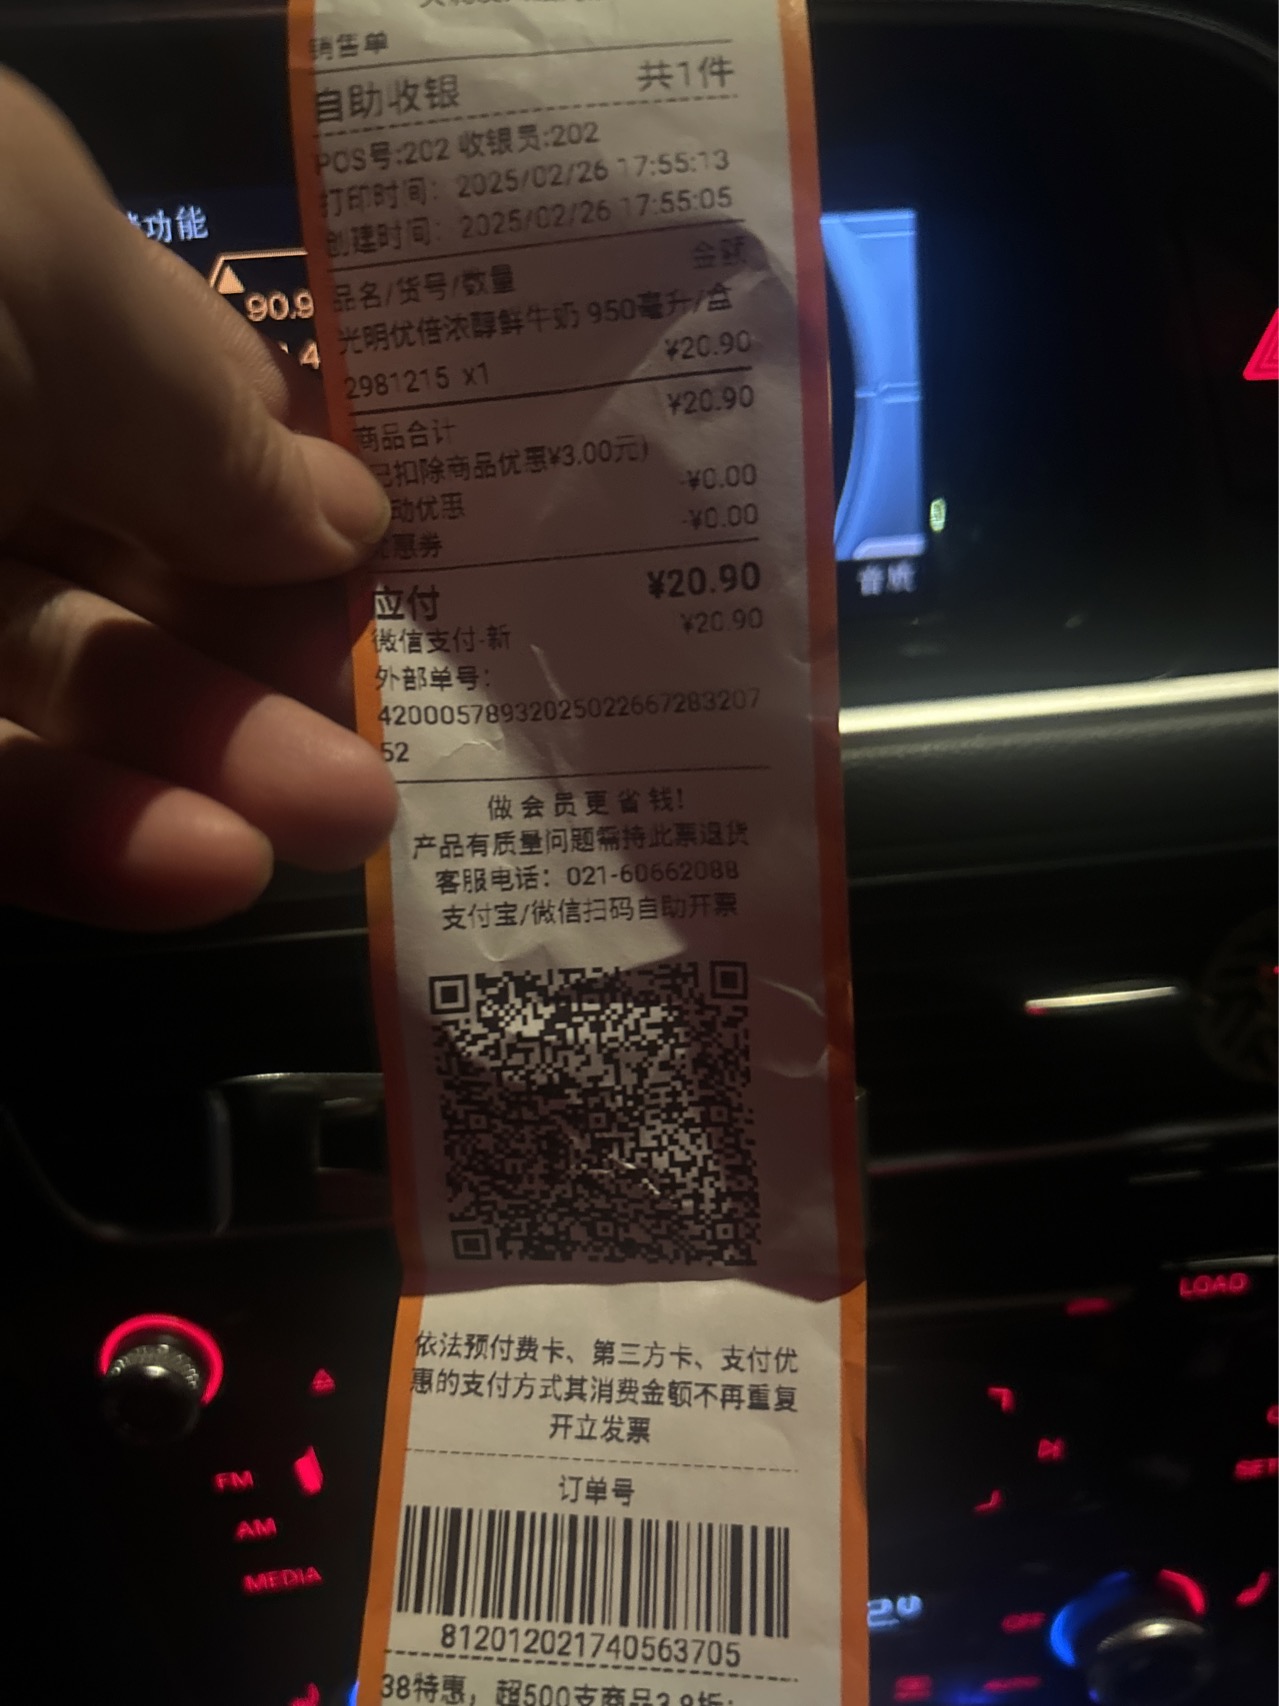 销售单
自助收银 共1件
POS号:202 收银员:202
打印时间：2025/02/26 17:55:13
创建时间：2025/02/26 17:55:05
品名/货号/数量 金额
光明优倍浓醇鲜牛奶 950毫升/盒
2981215 x1 ¥20.90
商品合计 ¥20.90
已扣除商品优惠¥3.00元)
动优惠 -¥0.00
优惠券 -¥0.00
应付 ¥20.90
微信支付-新 ¥20.90
外部单号：
42000578932025022667283207
52
做会员更省钱!
产品有质量问题需持此票退货
客服电话：021-60662088
支付宝/微信扫码自助开票
依法预付费卡、第三方卡、支付优
惠的支付方式其消费金额不再重复
开立发票
订单号
812012021740563705
38特惠，超500支商品3.8折；
功能
90.9
音质
LOAD
FM
AM
MEDIA
OFF